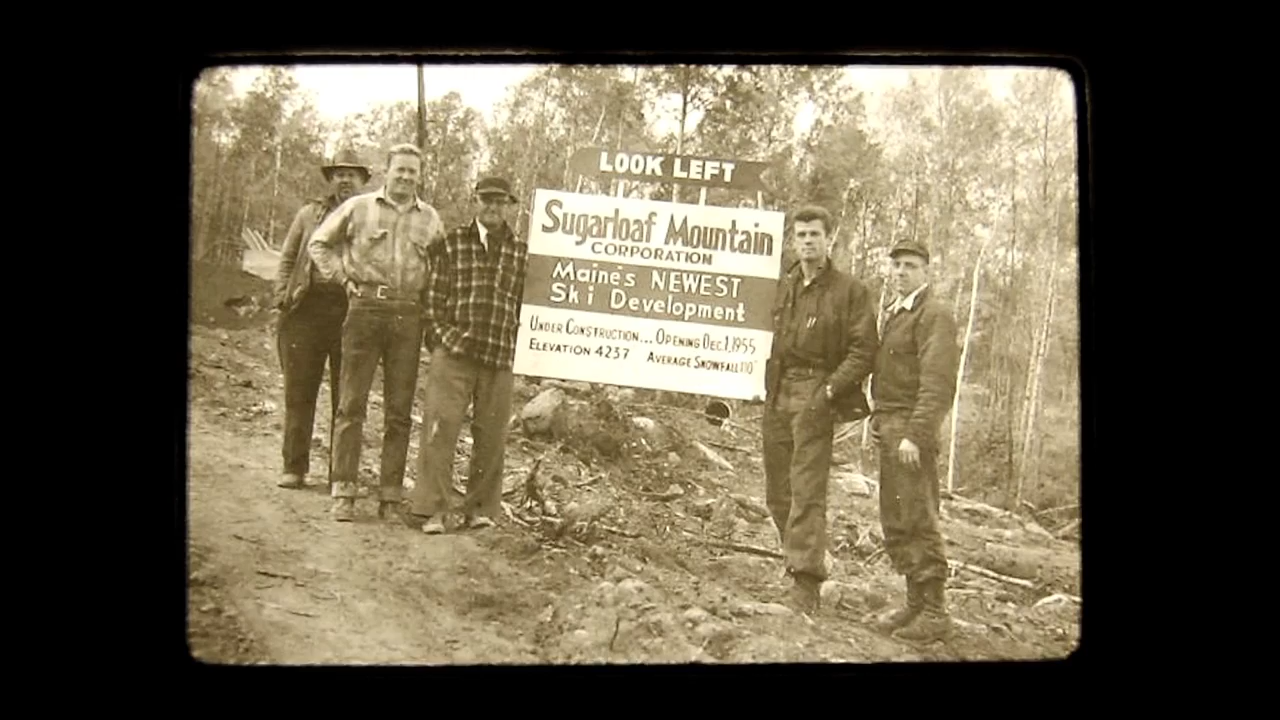 LOOK LEFT
Sugarloaf Mountain
CORPORATION
Maine's NEWEST
Ski Development
UNDER CONSTRUCTION... OPENING DEC. 1, 1955
ELEVATION 4237 AVERAGE SNOWFALL 110"